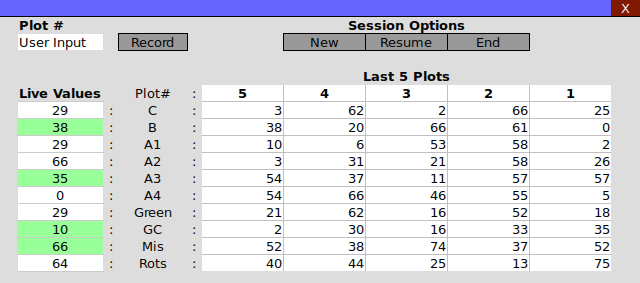 X
Plot # Session Options
User Input Record New Resume End
Last 5 Plots
Live Values Plot# : 5 4 3 2 1
29 : C : 3 62 2 66 25
38 : B : 38 20 66 61 0
29 : A1 : 10 6 53 58 2
66 : A2 : 3 31 21 58 26
35 : A3 : 54 37 11 57 57
0 : A4 : 54 66 46 55 5
29 : Green : 21 62 16 52 18
10 : GC : 2 30 16 33 35
66 : Mis : 52 38 74 37 52
64 : Rots : 40 44 25 13 75